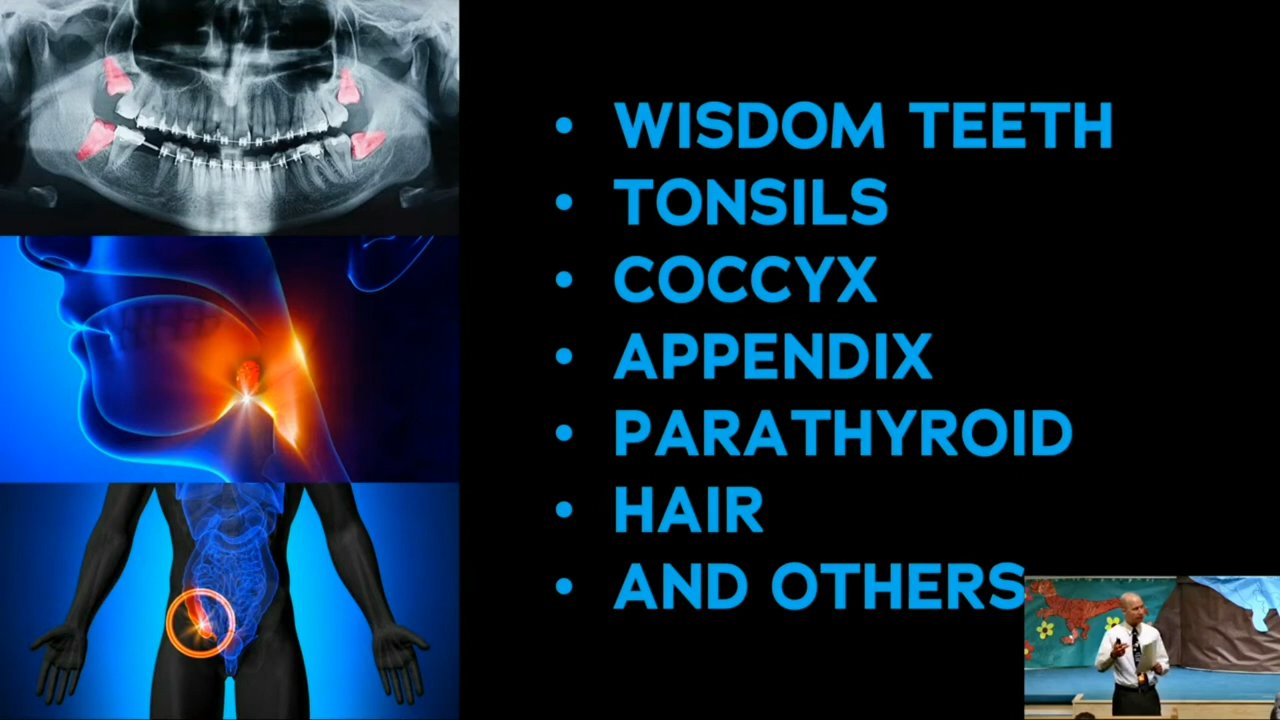 • WISDOM TEETH
• TONSILS
• COCCYX
• APPENDIX
• PARATHYROID
• HAIR
• AND OTHERS